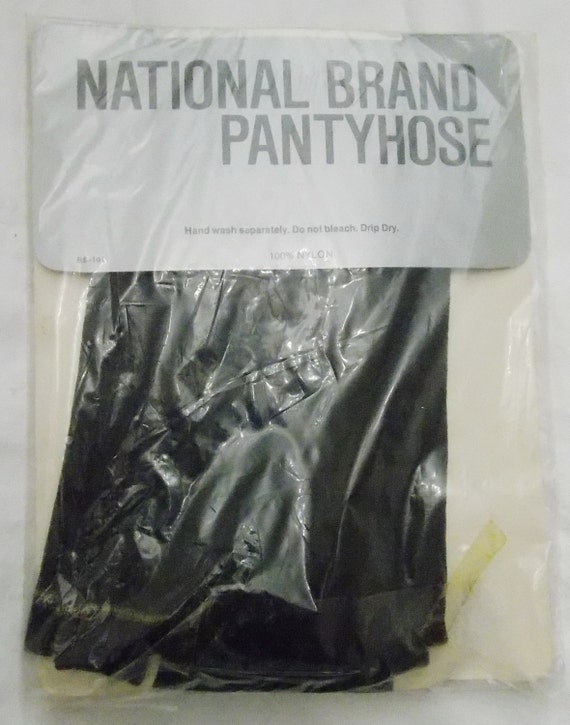 NATIONAL BRAND
PANTYHOSE
Hand wash separately. Do not bleach. Drip Dry.
100% NYLON